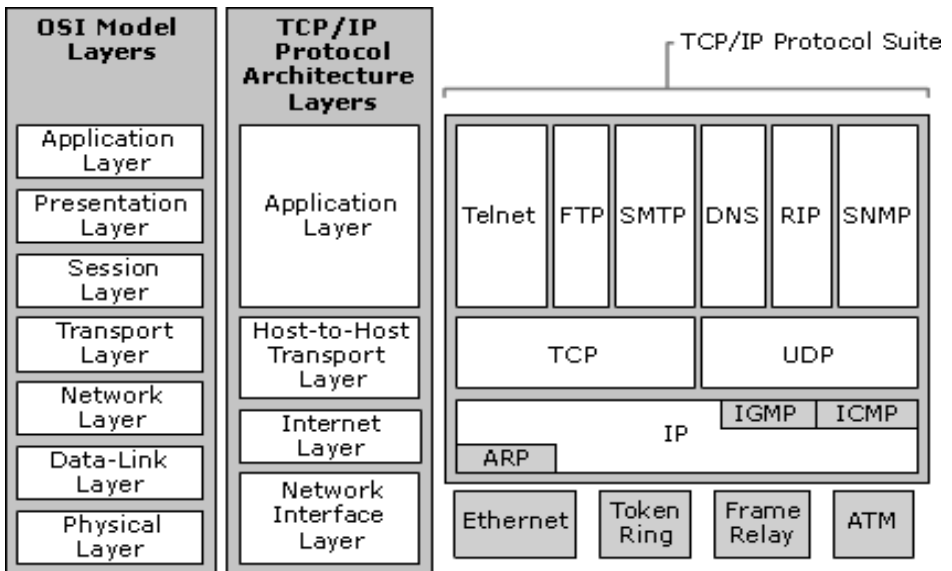 OSI Model
Layers
Application
Layer
Presentation
Layer
Session
Layer
Transport
Layer
Network
Layer
Data-Link
Layer
Physical
Layer
TCP/IP
Protocol
Architecture
Layers
Application
Layer
Host-to-Host
Transport
Layer
Internet
Layer
Network
Interface
Layer
TCP/IP Protocol Suite
Telnet
FTP
SMTP
DNS
RIP
SNMP
TCP
UDP
IP
IGMP
ICMP
ARP
Ethernet
Token
Ring
Frame
Relay
ATM